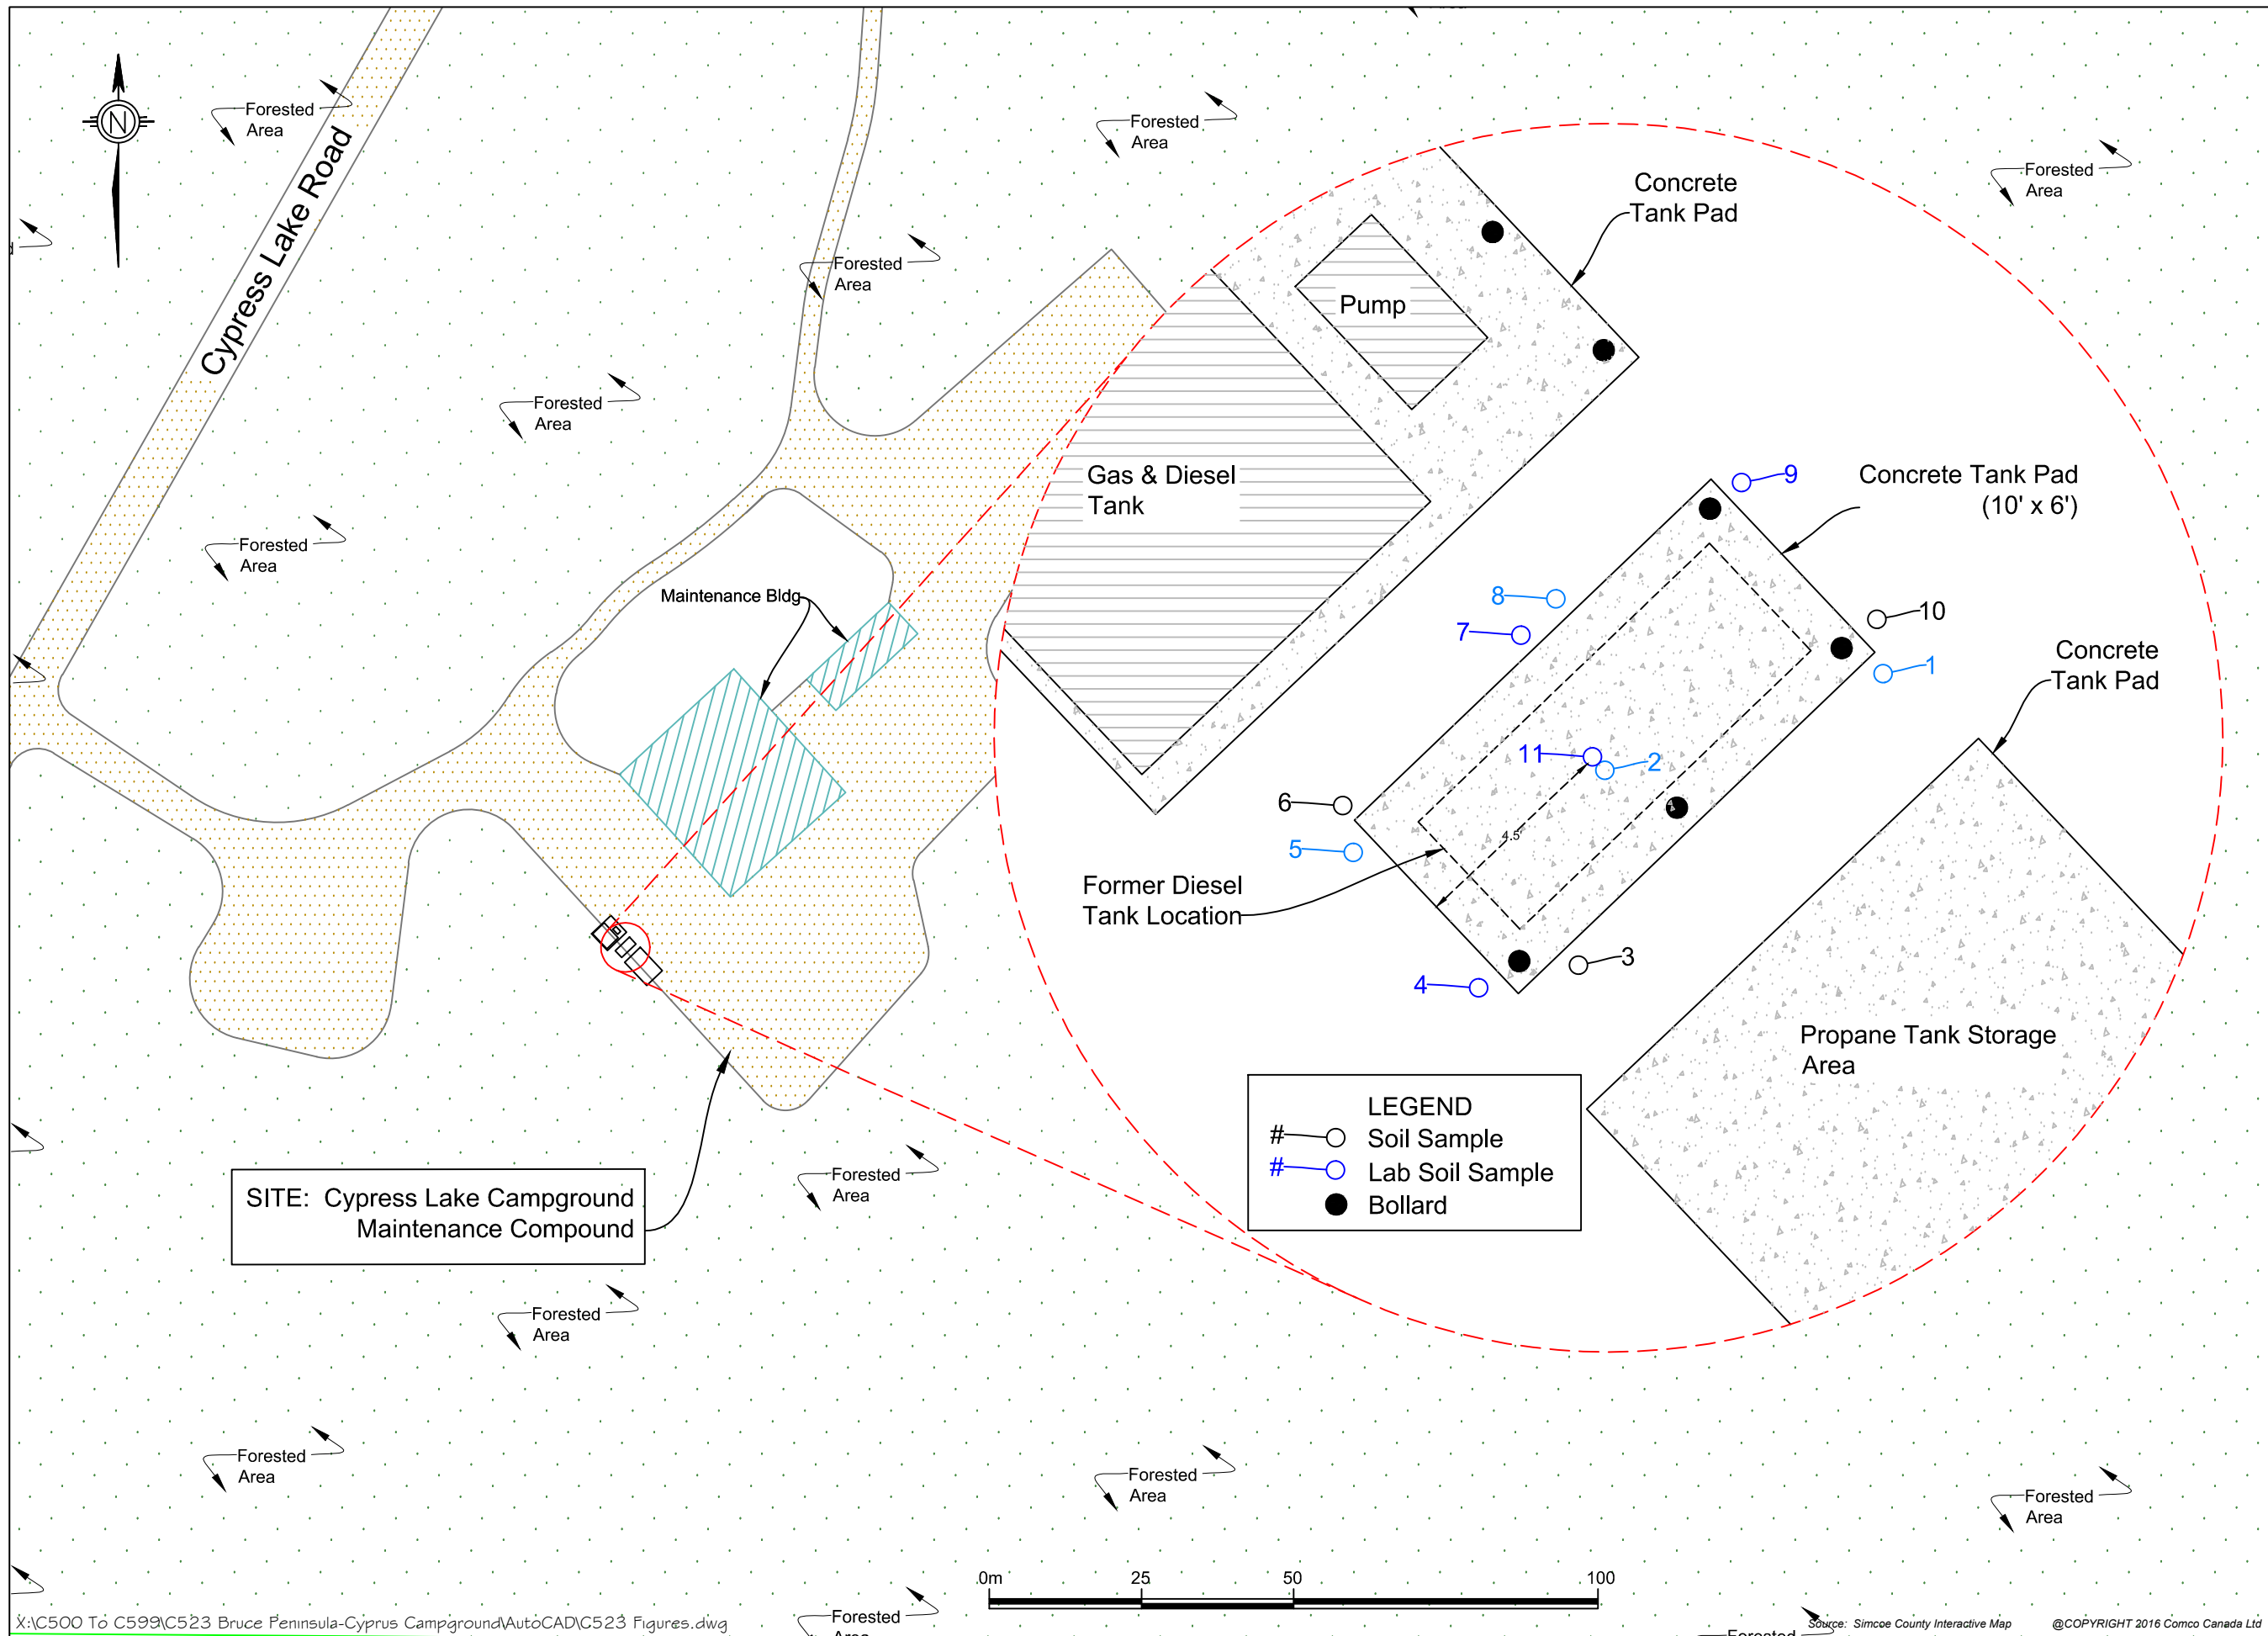 N
Cypress Lake Road
Forested
Area
Forested
Area
Forested
Area
Forested
Area
Forested
Area
Forested
Area
Concrete
Tank Pad
Pump
Gas & Diesel
Tank
9
Concrete Tank Pad
(10' x 6')
8
7
10
1
Maintenance Bldg
Concrete
Tank Pad
11
2
6
5
4.5'
Former Diesel
Tank Location
3
4
Propane Tank Storage
Area
LEGEND
# Soil Sample
# Lab Soil Sample
Bollard
SITE: Cypress Lake Campground
Maintenance Compound
Forested
Area
Forested
Area
Forested
Area
Forested
Area
Forested
Area
0m 25 50 100
Forested
Area
Forested
X:\C500 To C599\C523 Bruce Peninsula-Cyprus Campground\AutoCAD\C523 Figures.dwg
Source: Simcoe County Interactive Map @COPYRIGHT 2016 Comco Canada Ltd